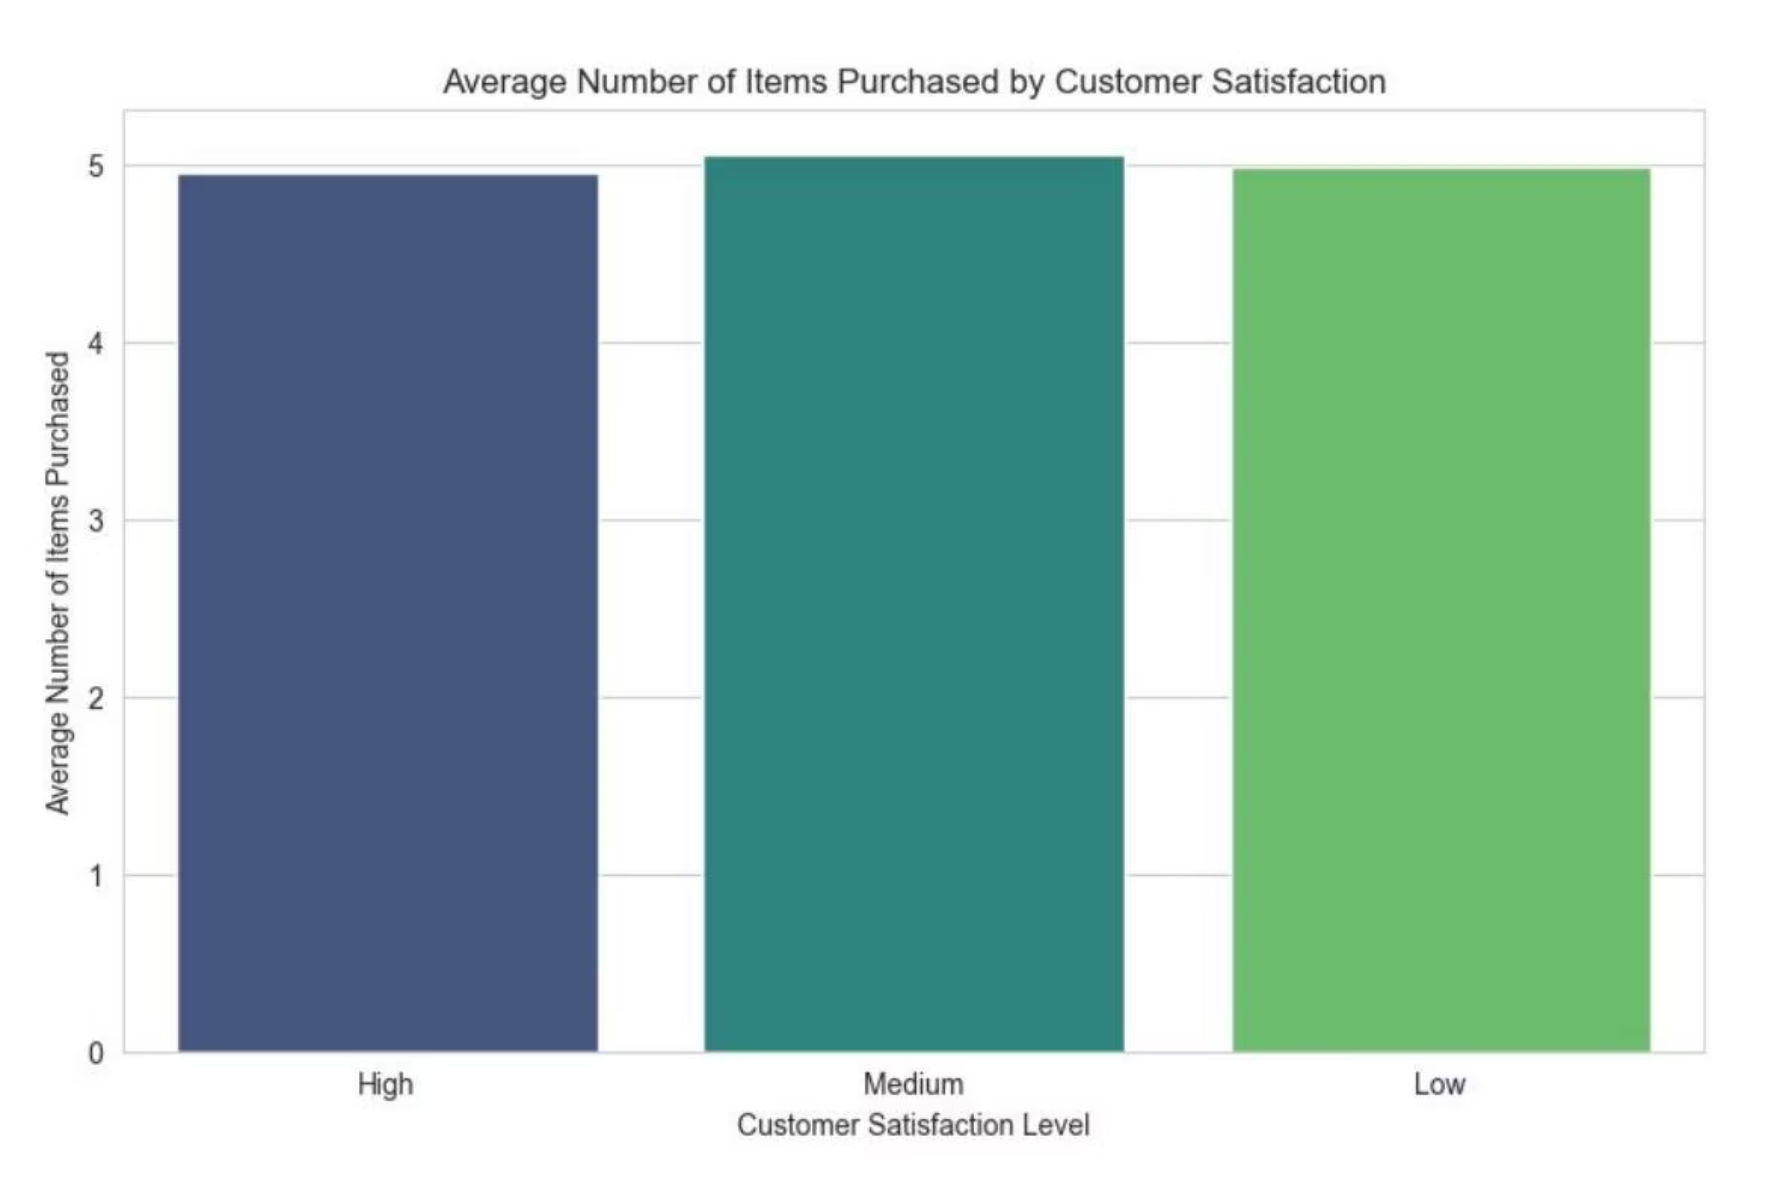 Average Number of Items Purchased by Customer Satisfaction
Average Number of Items Purchased
5
4
3
2
1
0
High
Medium
Low
Customer Satisfaction Level